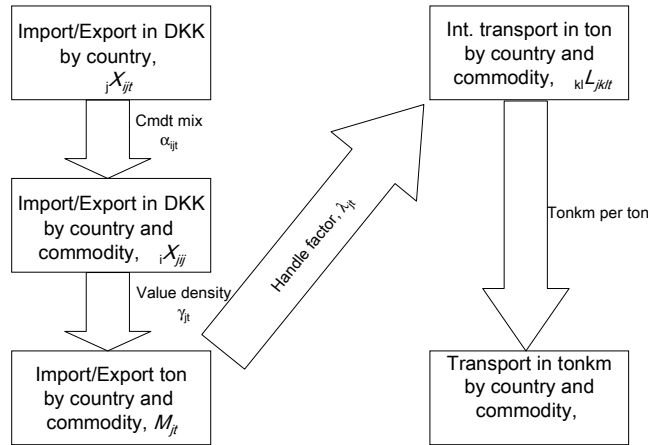 Import/Export in DKK
by country,
jXijt
Cmdt mix
αijt
Import/Export in DKK
by country and
commodity, iXjij
Value density
γjt
Import/Export ton
by country and
commodity, Mjt
Handle factor, λjt
Int. transport in ton
by country and
commodity, klLjklt
Tonkm per ton
Transport in tonkm
by country and
commodity,